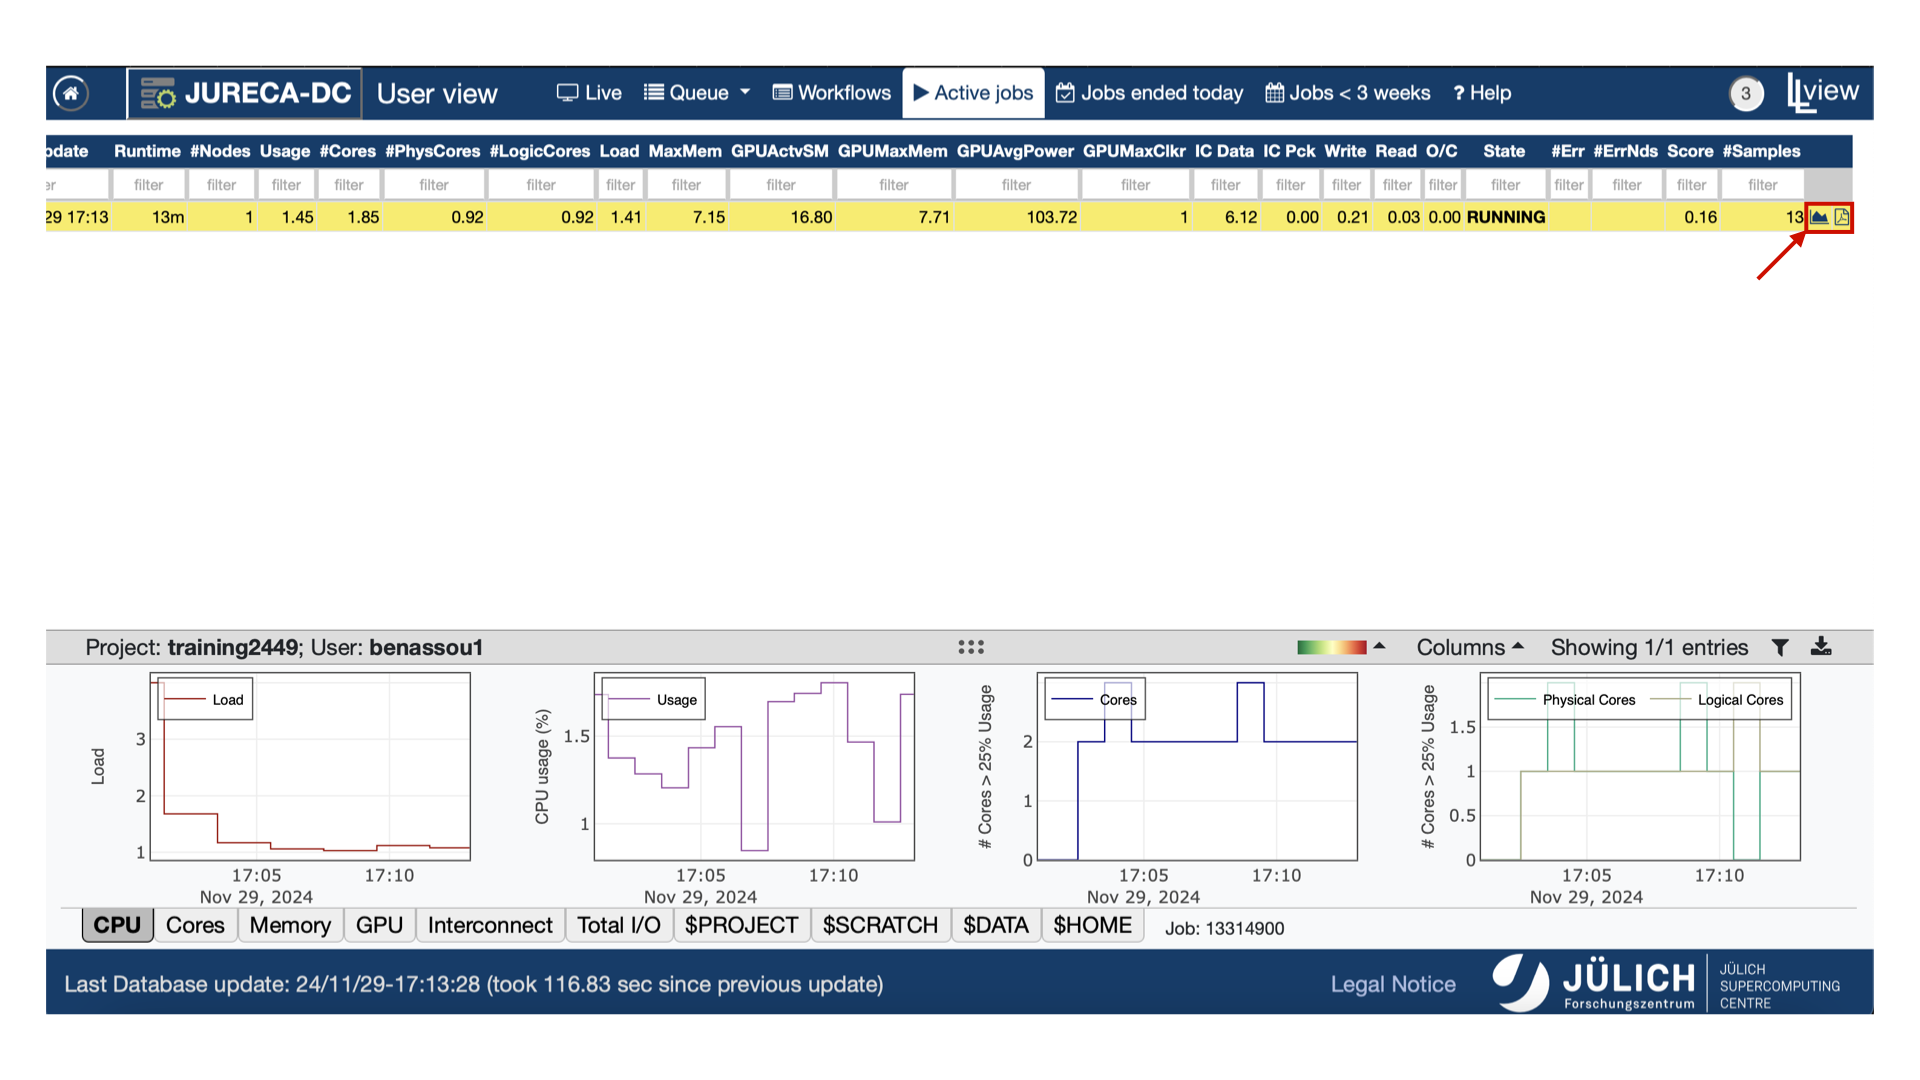 JURECA-DC User view Live Queue Workflows Active jobs Jobs ended today Jobs < 3 weeks ? Help 3 LLview
pdate Runtime #Nodes Usage #Cores #PhysCores #LogicCores Load MaxMem GPUActvSM GPUMaxMem GPUAvgPower GPUMaxClkr IC Data IC Pck Write Read O/C State #Err #ErrNds Score #Samples
er filter filter filter filter filter filter filter filter filter filter filter filter filter filter filter filter filter filter filter filter filter filter
29 17:13 13m 1 1.45 1.85 0.92 0.92 1.41 7.15 16.80 7.71 103.72 1 6.12 0.00 0.21 0.03 0.00 RUNNING 0.16 13
Project: training2449; User: benassou1 Columns Showing 1/1 entries
Load
Load
3
2
1
17:05 17:10
Nov 29, 2024
Usage
CPU usage (%)
1.5
1
17:05 17:10
Nov 29, 2024
Cores
# Cores > 25% Usage
2
1
0
17:05 17:10
Nov 29, 2024
Physical Cores Logical Cores
# Cores > 25% Usage
1.5
1
0.5
0
17:05 17:10
Nov 29, 2024
CPU Cores Memory GPU Interconnect Total I/O $PROJECT $SCRATCH $DATA $HOME Job: 13314900
Last Database update: 24/11/29-17:13:28 (took 116.83 sec since previous update) Legal Notice
JÜLICH
Forschungszentrum
JÜLICH
SUPERCOMPUTING
CENTRE